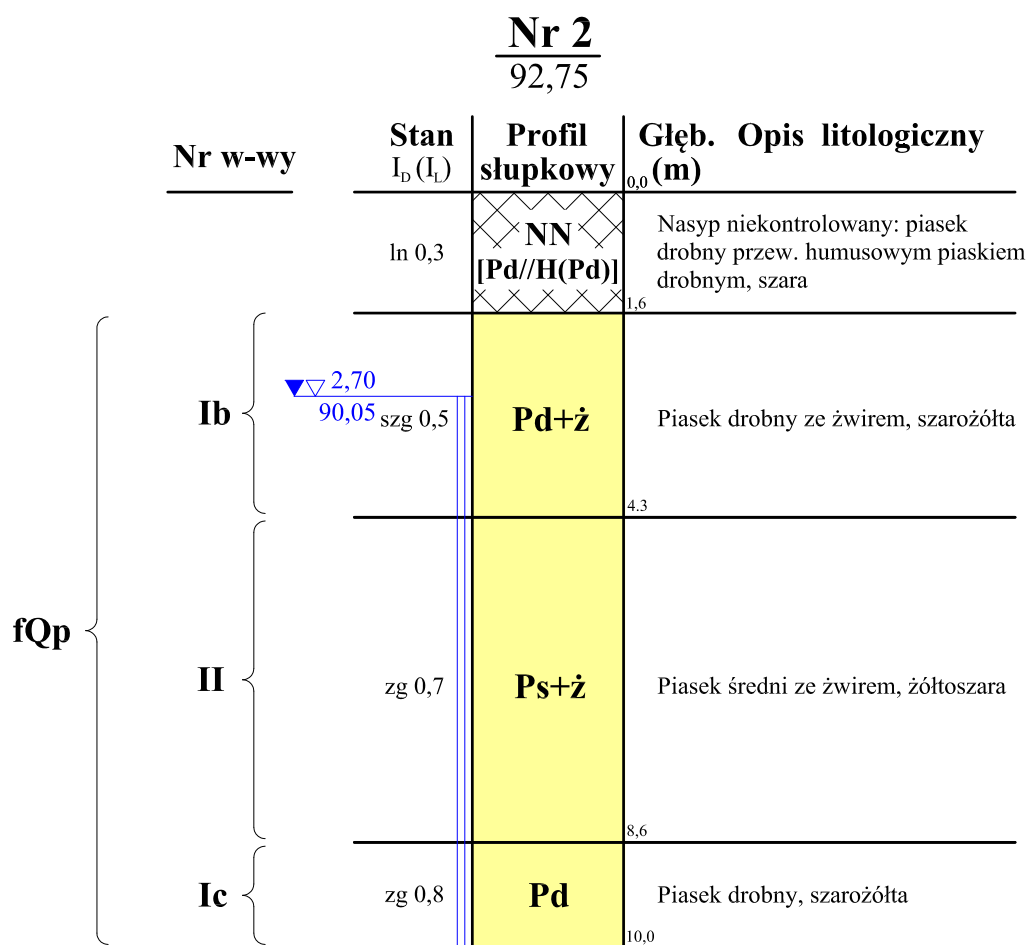 Nr 2
92,75
Nr w-wy
Stan
I_D (I_L)
Profil
słupkowy
Głęb. Opis litologiczny
(m)
0,0
ln 0,3
NN
[Pd//H(Pd)]
Nasyp niekontrolowany: piasek
drobny przew. humusowym piaskiem
drobnym, szara
1,6
2,70
90,05
Ib
szg 0,5
Pd+ż
Piasek drobny ze żwirem, szarożółta
4.3
fQp
II
zg 0,7
Ps+ż
Piasek średni ze żwirem, żółtoszara
8,6
Ic
zg 0,8
Pd
Piasek drobny, szarożółta
10,0